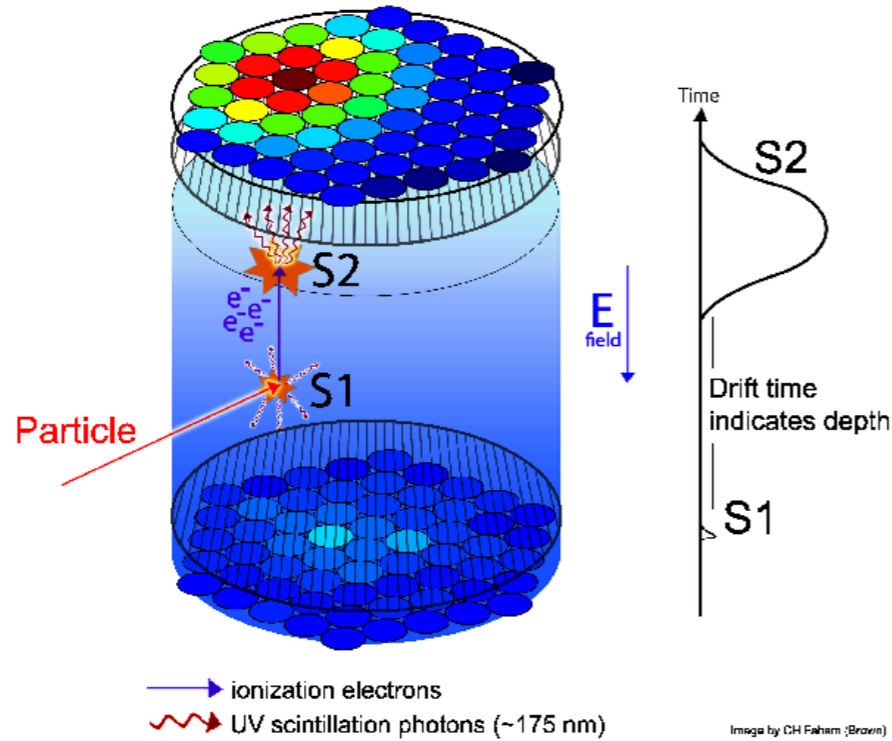 Time
S2
S2
e-
e-e-
e-
E
field
S1
Drift time
indicates depth
Particle
S1
ionization electrons
UV scintillation photons (~175 nm)
Image by CH Faham (Brown)